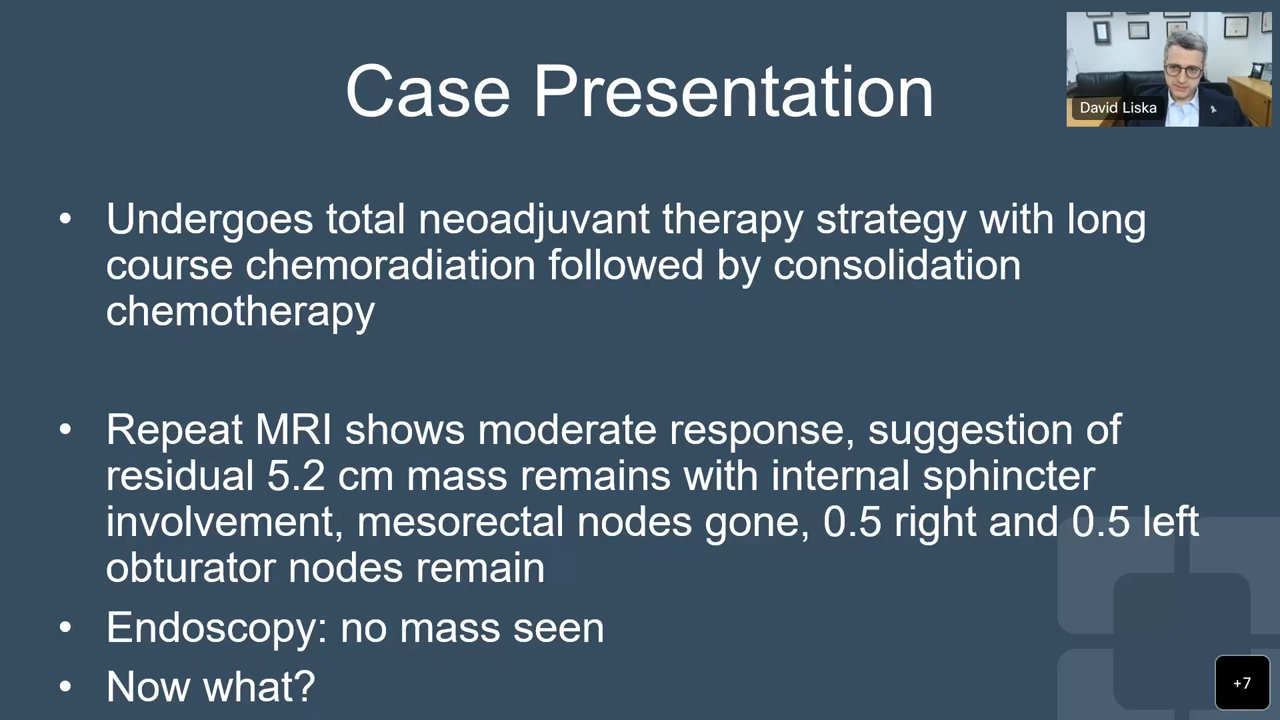 Case Presentation
David Liska
• Undergoes total neoadjuvant therapy strategy with long
course chemoradiation followed by consolidation
chemotherapy
• Repeat MRI shows moderate response, suggestion of
residual 5.2 cm mass remains with internal sphincter
involvement, mesorectal nodes gone, 0.5 right and 0.5 left
obturator nodes remain
• Endoscopy: no mass seen
• Now what?
+7